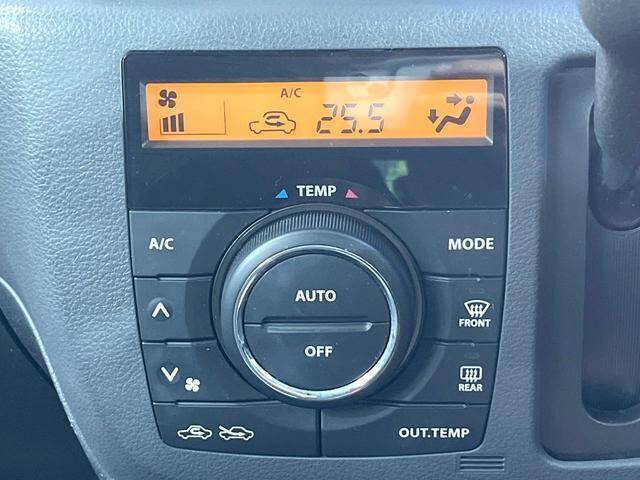 A/C
25.5
TEMP
A/C
MODE
AUTO
FRONT
OFF
REAR
OUT.TEMP